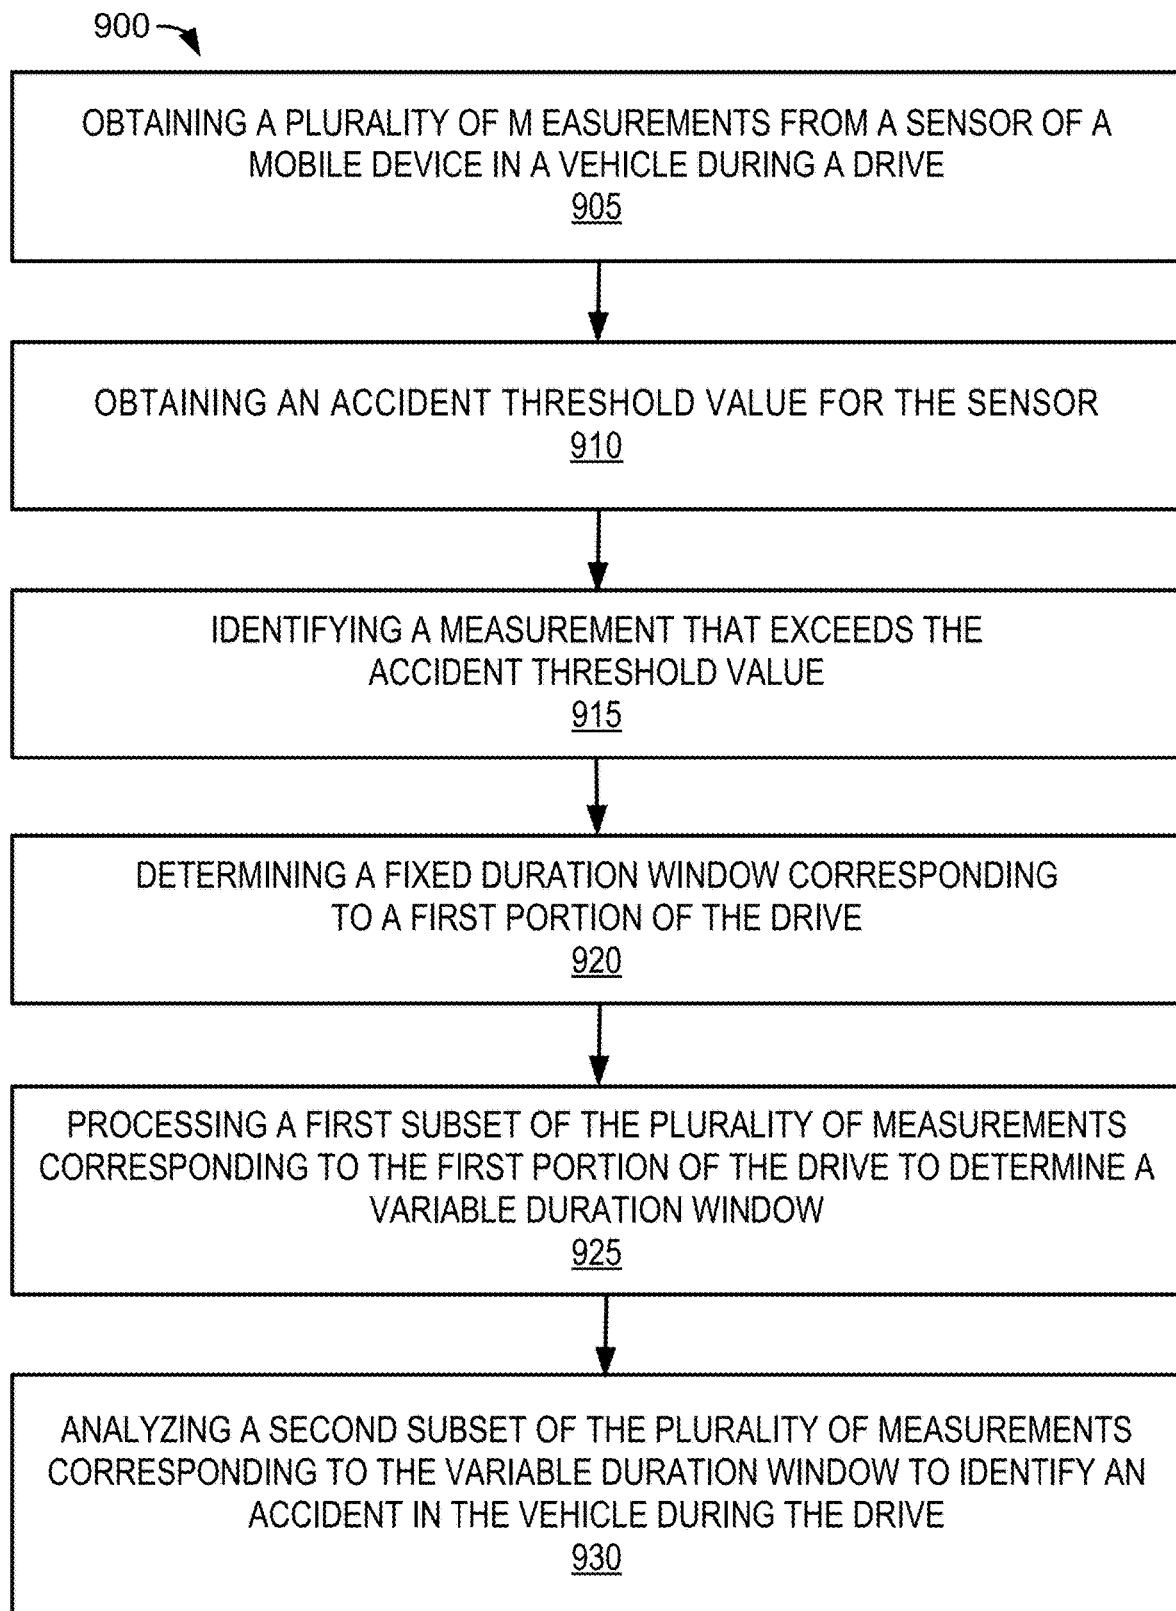 900
OBTAINING A PLURALITY OF M EASUREMENTS FROM A SENSOR OF A
MOBILE DEVICE IN A VEHICLE DURING A DRIVE
905
OBTAINING AN ACCIDENT THRESHOLD VALUE FOR THE SENSOR
910
IDENTIFYING A MEASUREMENT THAT EXCEEDS THE
ACCIDENT THRESHOLD VALUE
915
DETERMINING A FIXED DURATION WINDOW CORRESPONDING
TO A FIRST PORTION OF THE DRIVE
920
PROCESSING A FIRST SUBSET OF THE PLURALITY OF MEASUREMENTS
CORRESPONDING TO THE FIRST PORTION OF THE DRIVE TO DETERMINE A
VARIABLE DURATION WINDOW
925
ANALYZING A SECOND SUBSET OF THE PLURALITY OF MEASUREMENTS
CORRESPONDING TO THE VARIABLE DURATION WINDOW TO IDENTIFY AN
ACCIDENT IN THE VEHICLE DURING THE DRIVE
930